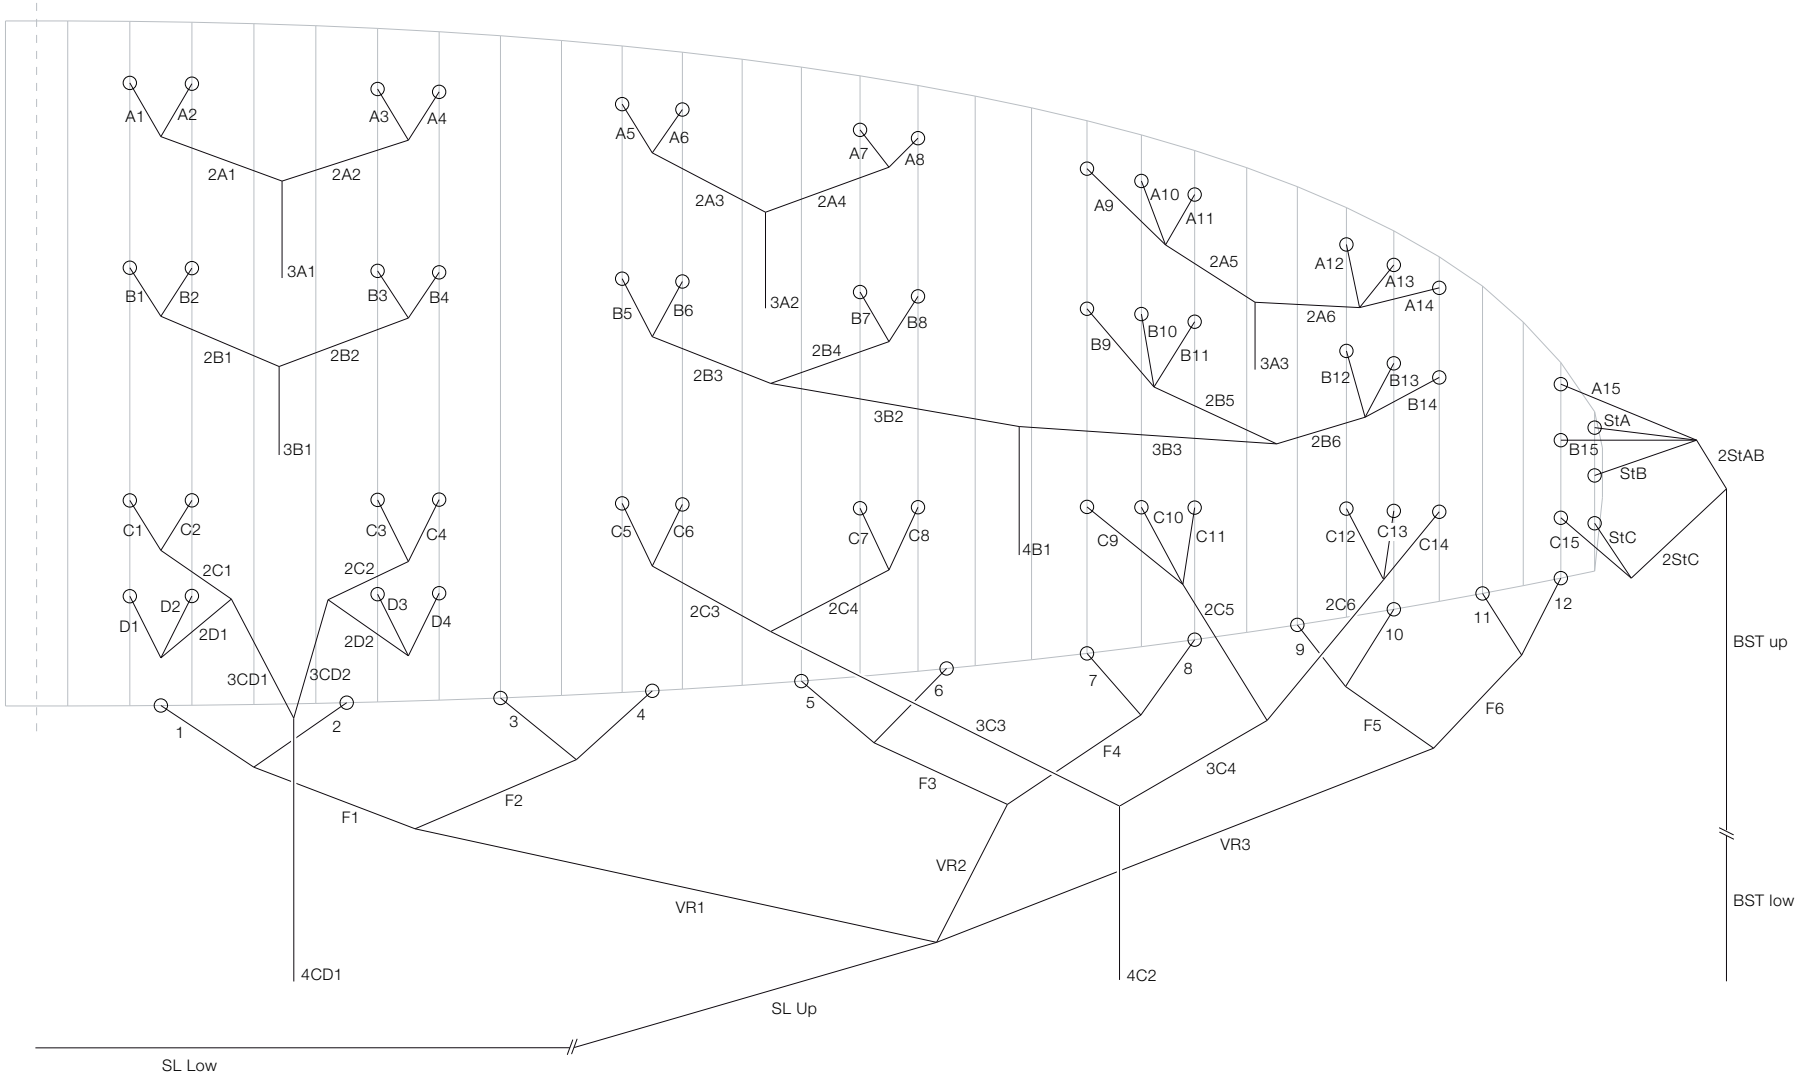 A1 A2 A3 A4
2A1 2A2
3A1
A5 A6 A7 A8
2A3 2A4
3A2
A9 A10 A11
2A5
A12 A13 A14
2A6
3A3
B1 B2 B3 B4
2B1 2B2
3B1
B5 B6 B7 B8
2B3 2B4
3B2
B9 B10 B11
2B5
B12 B13 B14
2B6
3B3
4B1
A15
StA
B15
StB
2StAB
C15 StC
2StC
C1 C2 C3 C4
2C1 2C2
D1 D2 D3 D4
2D1 2D2
3CD1 3CD2
C5 C6 C7 C8
2C3 2C4
C9 C10 C11
2C5
C12 C13 C14
2C6
3C3
3C4
1 2 3 4 5 6 7 8 9 10 11 12
F1 F2 F3 F4 F5 F6
VR1 VR2 VR3
4CD1
4C2
BST up
BST low
SL Up
SL Low